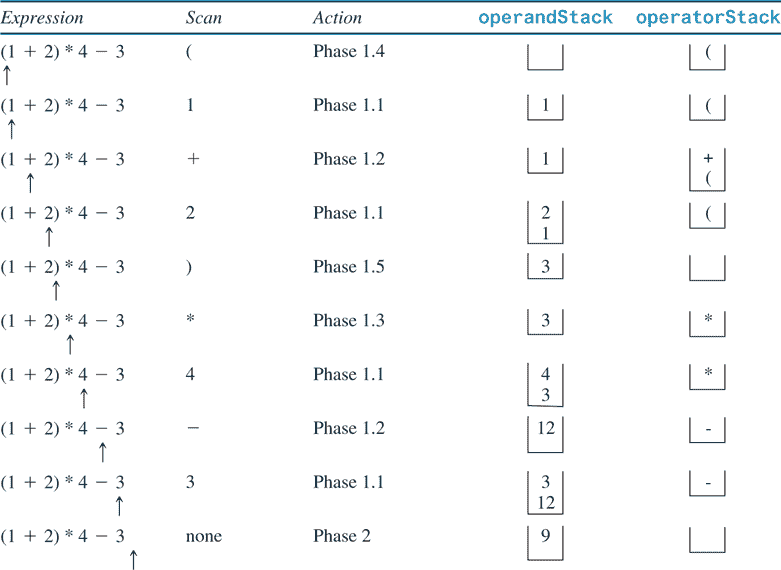 Expression Scan Action operandStack operatorStack
(1 + 2) * 4 − 3 ( Phase 1.4 (
(1 + 2) * 4 − 3 1 Phase 1.1 1 (
(1 + 2) * 4 − 3 + Phase 1.2 1 +
(
(1 + 2) * 4 − 3 2 Phase 1.1 2 (
1
(1 + 2) * 4 − 3 ) Phase 1.5 3
(1 + 2) * 4 − 3 * Phase 1.3 3 *
(1 + 2) * 4 − 3 4 Phase 1.1 4 *
3
(1 + 2) * 4 − 3 − Phase 1.2 12 -
(1 + 2) * 4 − 3 3 Phase 1.1 3 -
12
(1 + 2) * 4 − 3 none Phase 2 9